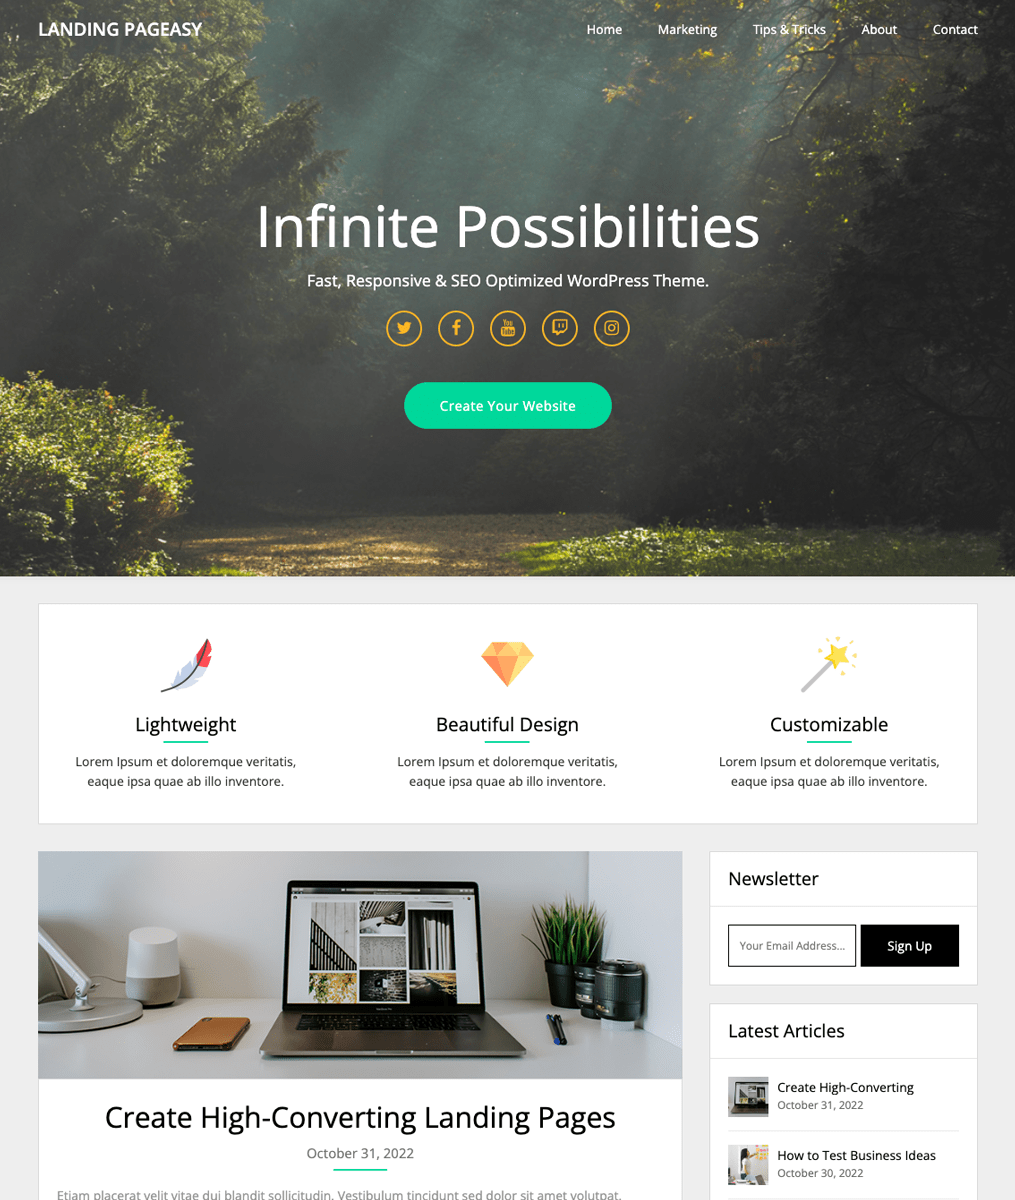 LANDING PAGEASY
Home Marketing Tips & Tricks About Contact
Infinite Possibilities
Fast, Responsive & SEO Optimized WordPress Theme.
You
Tube
Create Your Website
Lightweight
Lorem Ipsum et doloremque veritatis,
eaque ipsa quae ab illo inventore.
Beautiful Design
Lorem Ipsum et doloremque veritatis,
eaque ipsa quae ab illo inventore.
Customizable
Lorem Ipsum et doloremque veritatis,
eaque ipsa quae ab illo inventore.
Create High-Converting Landing Pages
October 31, 2022
Etiam placerat velit vitae dui blandit sollicitudin. Vestibulum tincidunt sed dolor sit amet volutpat.
Newsletter
Your Email Address...
Sign Up
Latest Articles
Create High-Converting
October 31, 2022
How to Test Business Ideas
October 30, 2022